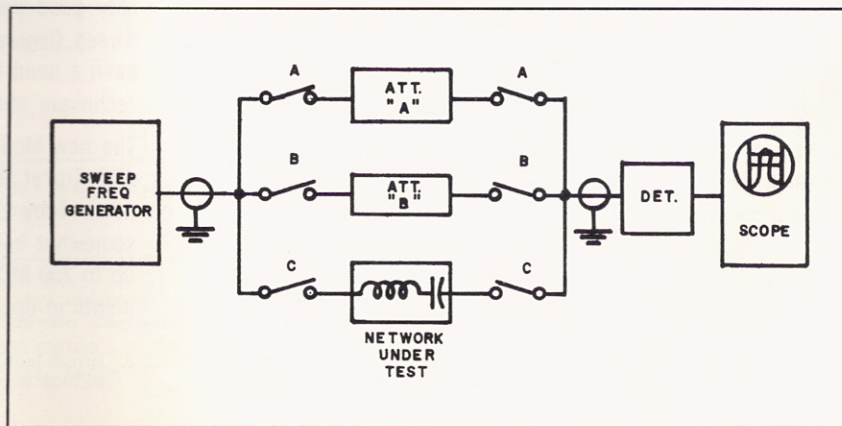 A
ATT.
"A"
A
SWEEP
FREQ
GENERATOR
B
ATT.
"B"
B
DET.
SCOPE
C
C
NETWORK
UNDER
TEST